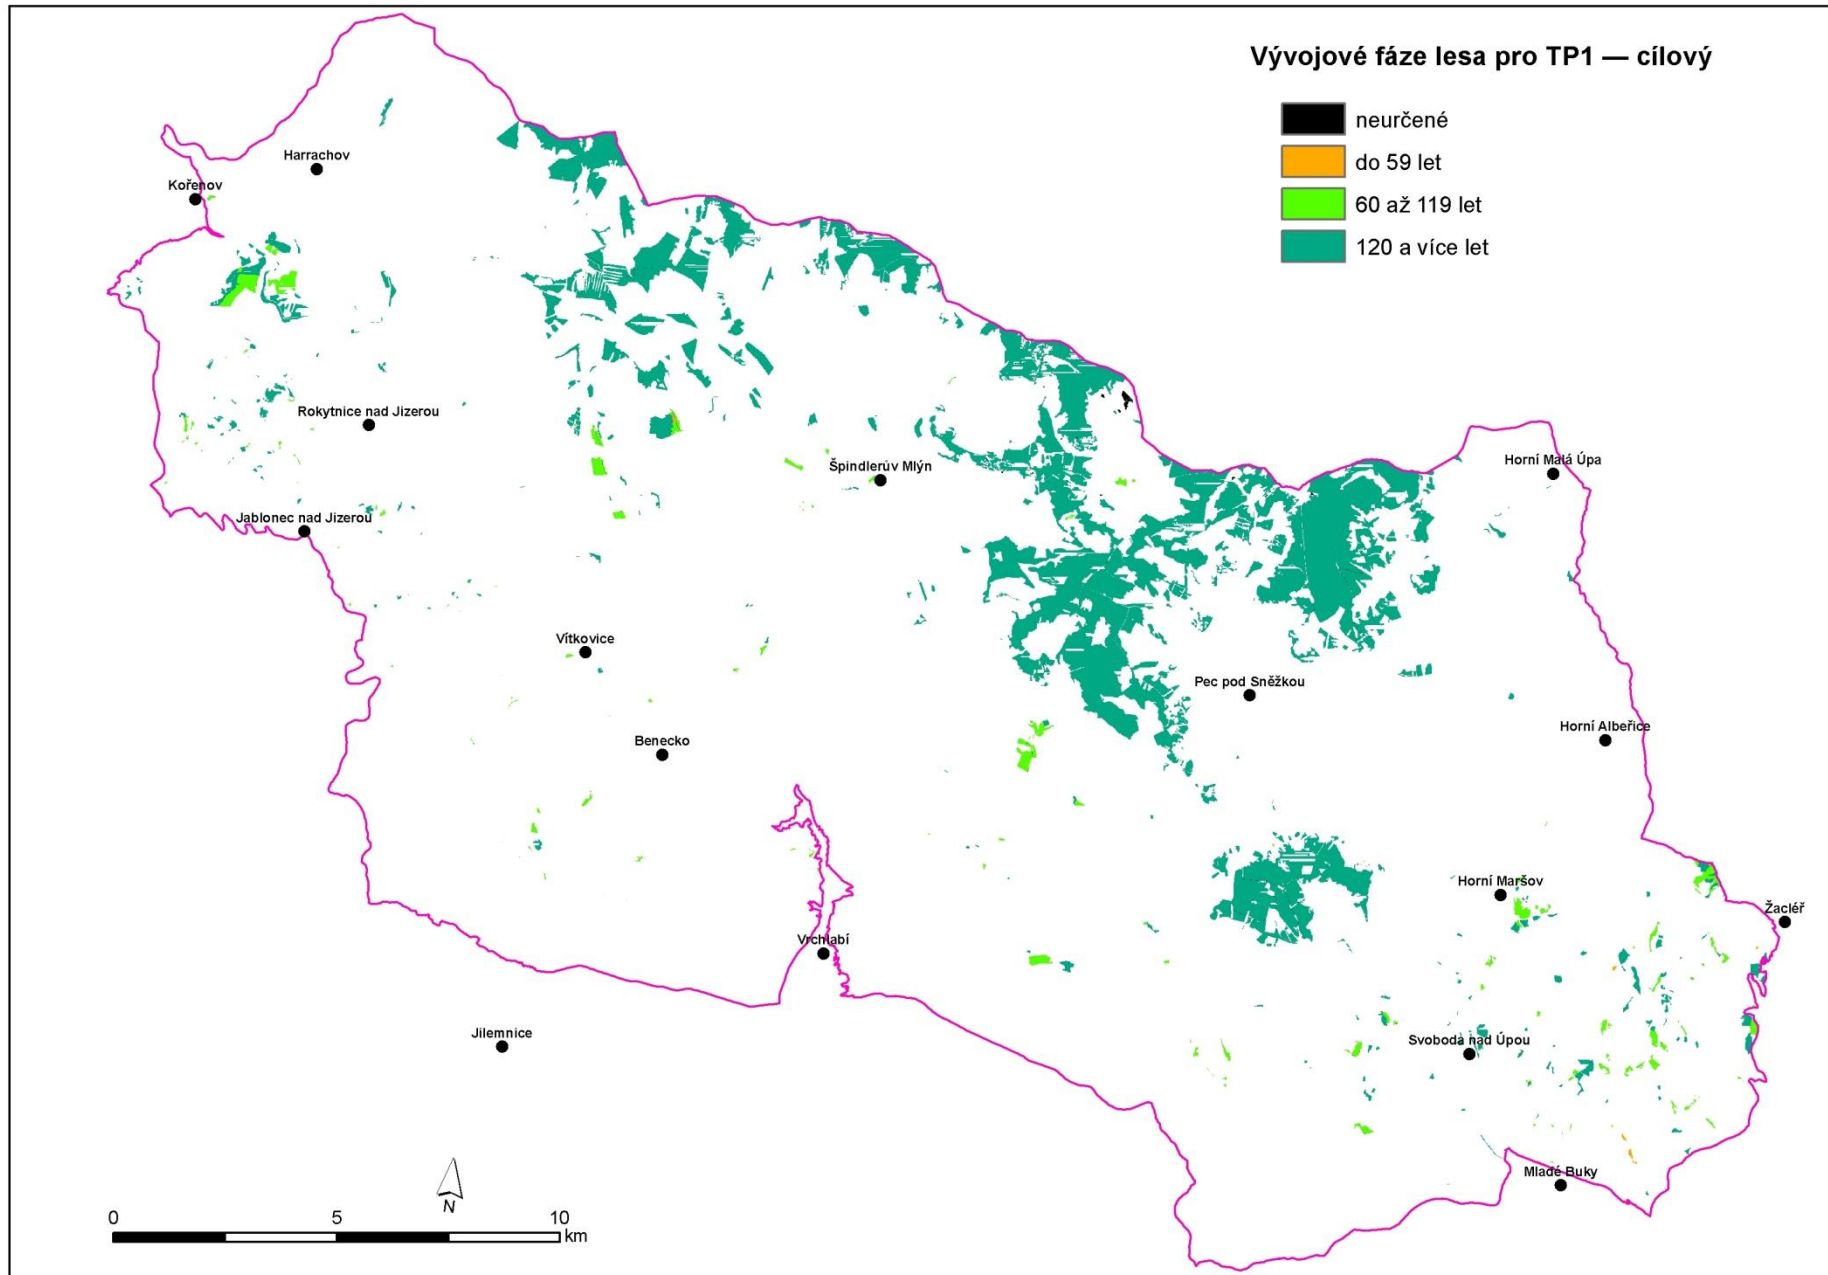 Vývojové fáze lesa pro TP1 — cílový
neurčené
do 59 let
60 až 119 let
120 a více let
Harrachov
Kořenov
Rokytnice nad Jizerou
Špindlerův Mlýn
Horní Malá Úpa
Jablonec nad Jizerou
Vítkovice
Pec pod Sněžkou
Horní Albeřice
Benecko
Horní Maršov
Žacléř
Vrchlabí
Jilemnice
Svoboda nad Úpou
Mladé Buky
N
0 5 10
km